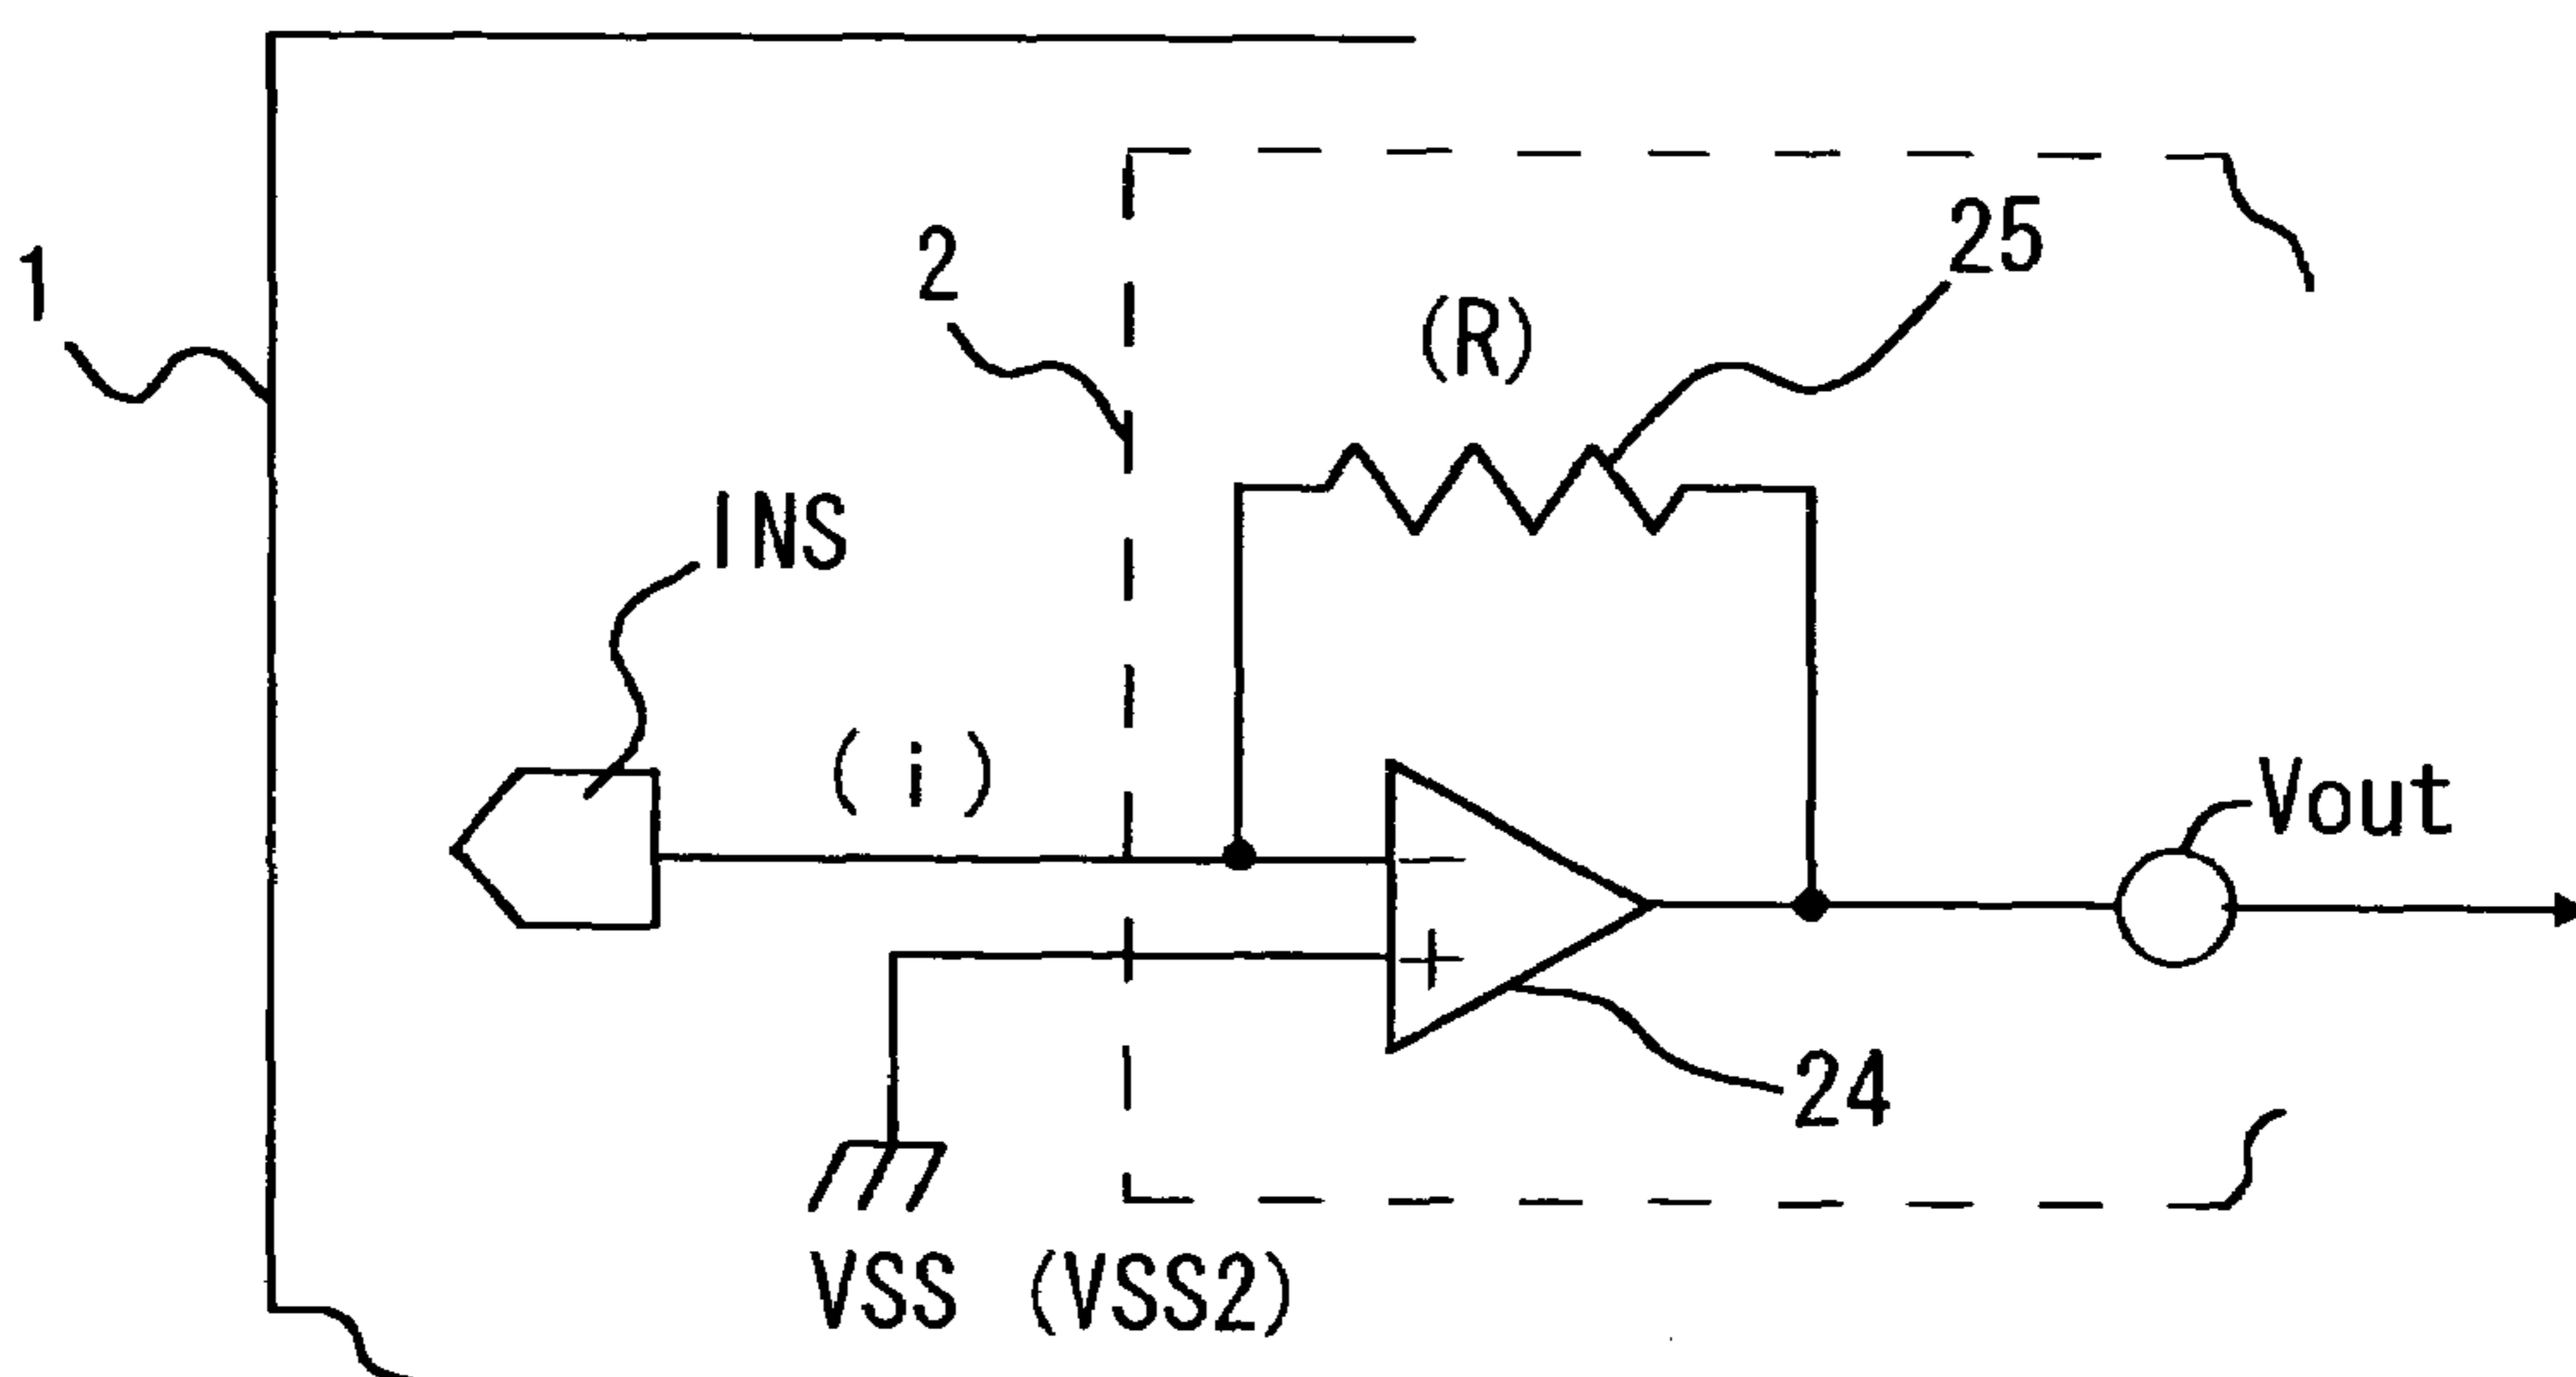 1
2
25
(R)
INS
(i)
Vout
−
+
24
VSS (VSS2)